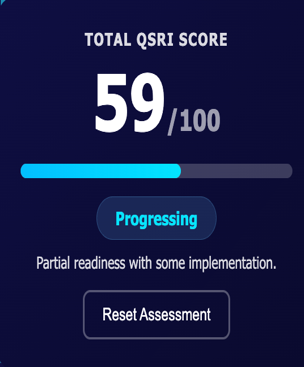 TOTAL QSRI SCORE
59/100
Progressing
Partial readiness with some implementation.
Reset Assessment